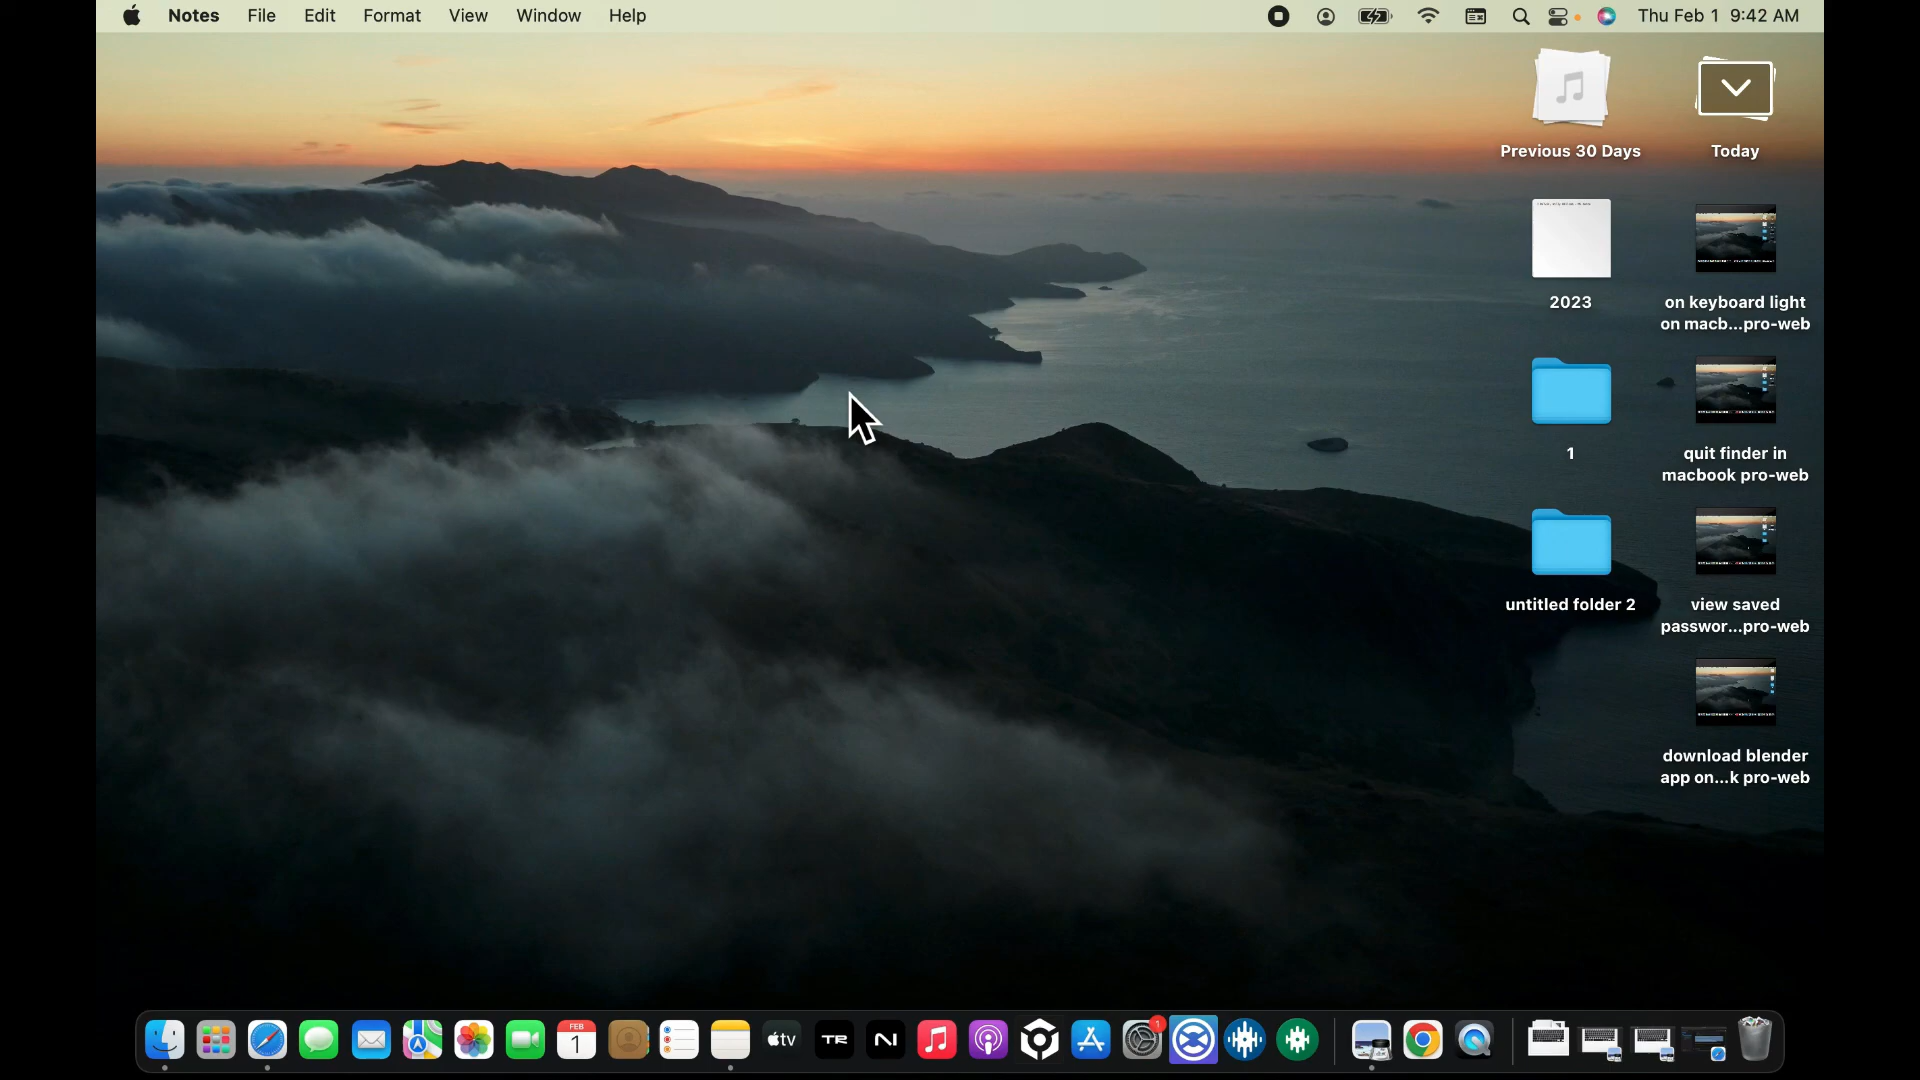 Notes File Edit Format View Window Help Thu Feb 1 9:42 AM
Previous 30 Days
Today
2023
on keyboard light
on macb...pro-web
1
quit finder in
macbook pro-web
untitled folder 2
view saved
passwor...pro-web
download blender
app on...k pro-web
FEB
1
tv
TR
N
1